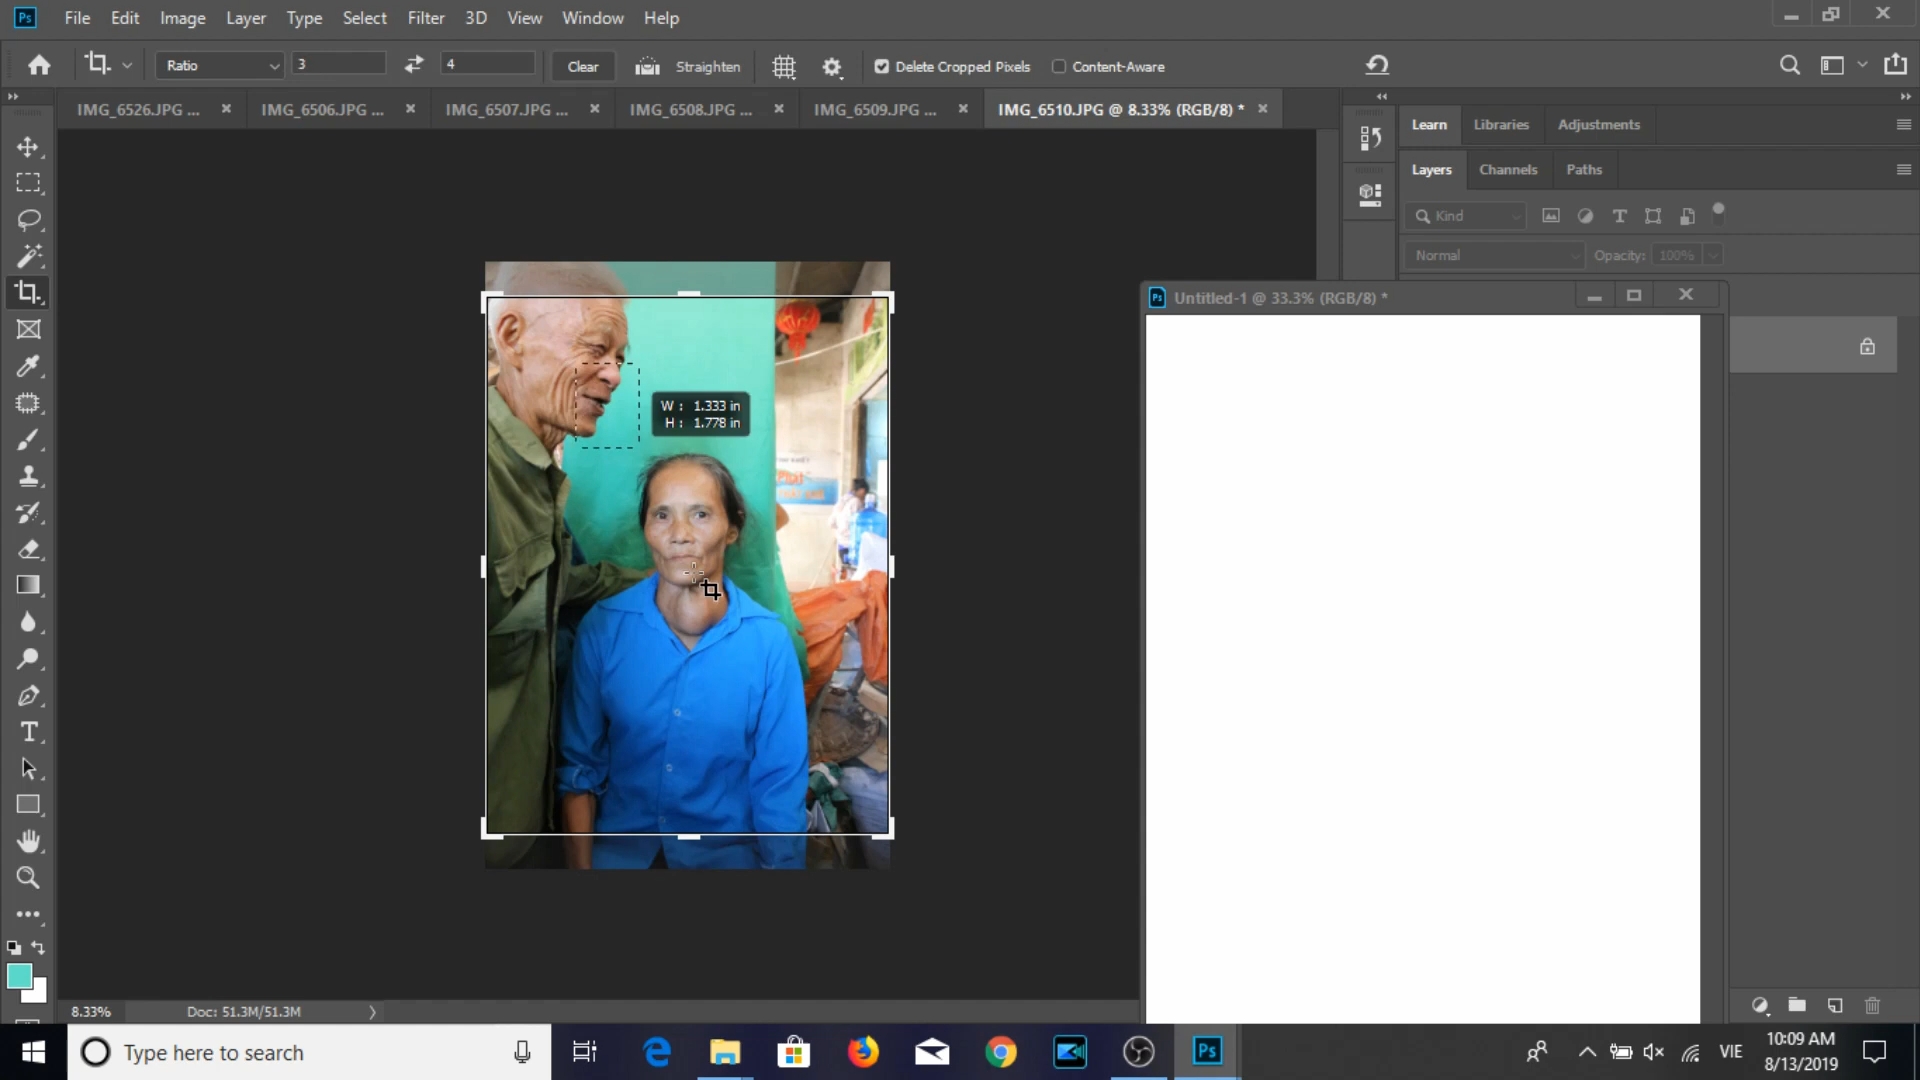 Ps File Edit Image Layer Type Select Filter 3D View Window Help
Ratio 3 4 Clear Straighten Delete Cropped Pixels Content-Aware
IMG_6526.JPG ... IMG_6506.JPG ... IMG_6507.JPG ... IMG_6508.JPG ... IMG_6509.JPG ... IMG_6510.JPG @ 8.33% (RGB/8) *
Learn Libraries Adjustments
Layers Channels Paths
Kind
Normal Opacity: 100%
Ps Untitled-1 @ 33.3% (RGB/8) *
W : 1.333 in
H : 1.778 in
8.33% Doc: 51.3M/51.3M
Type here to search
Ps
VIE
10:09 AM
8/13/2019